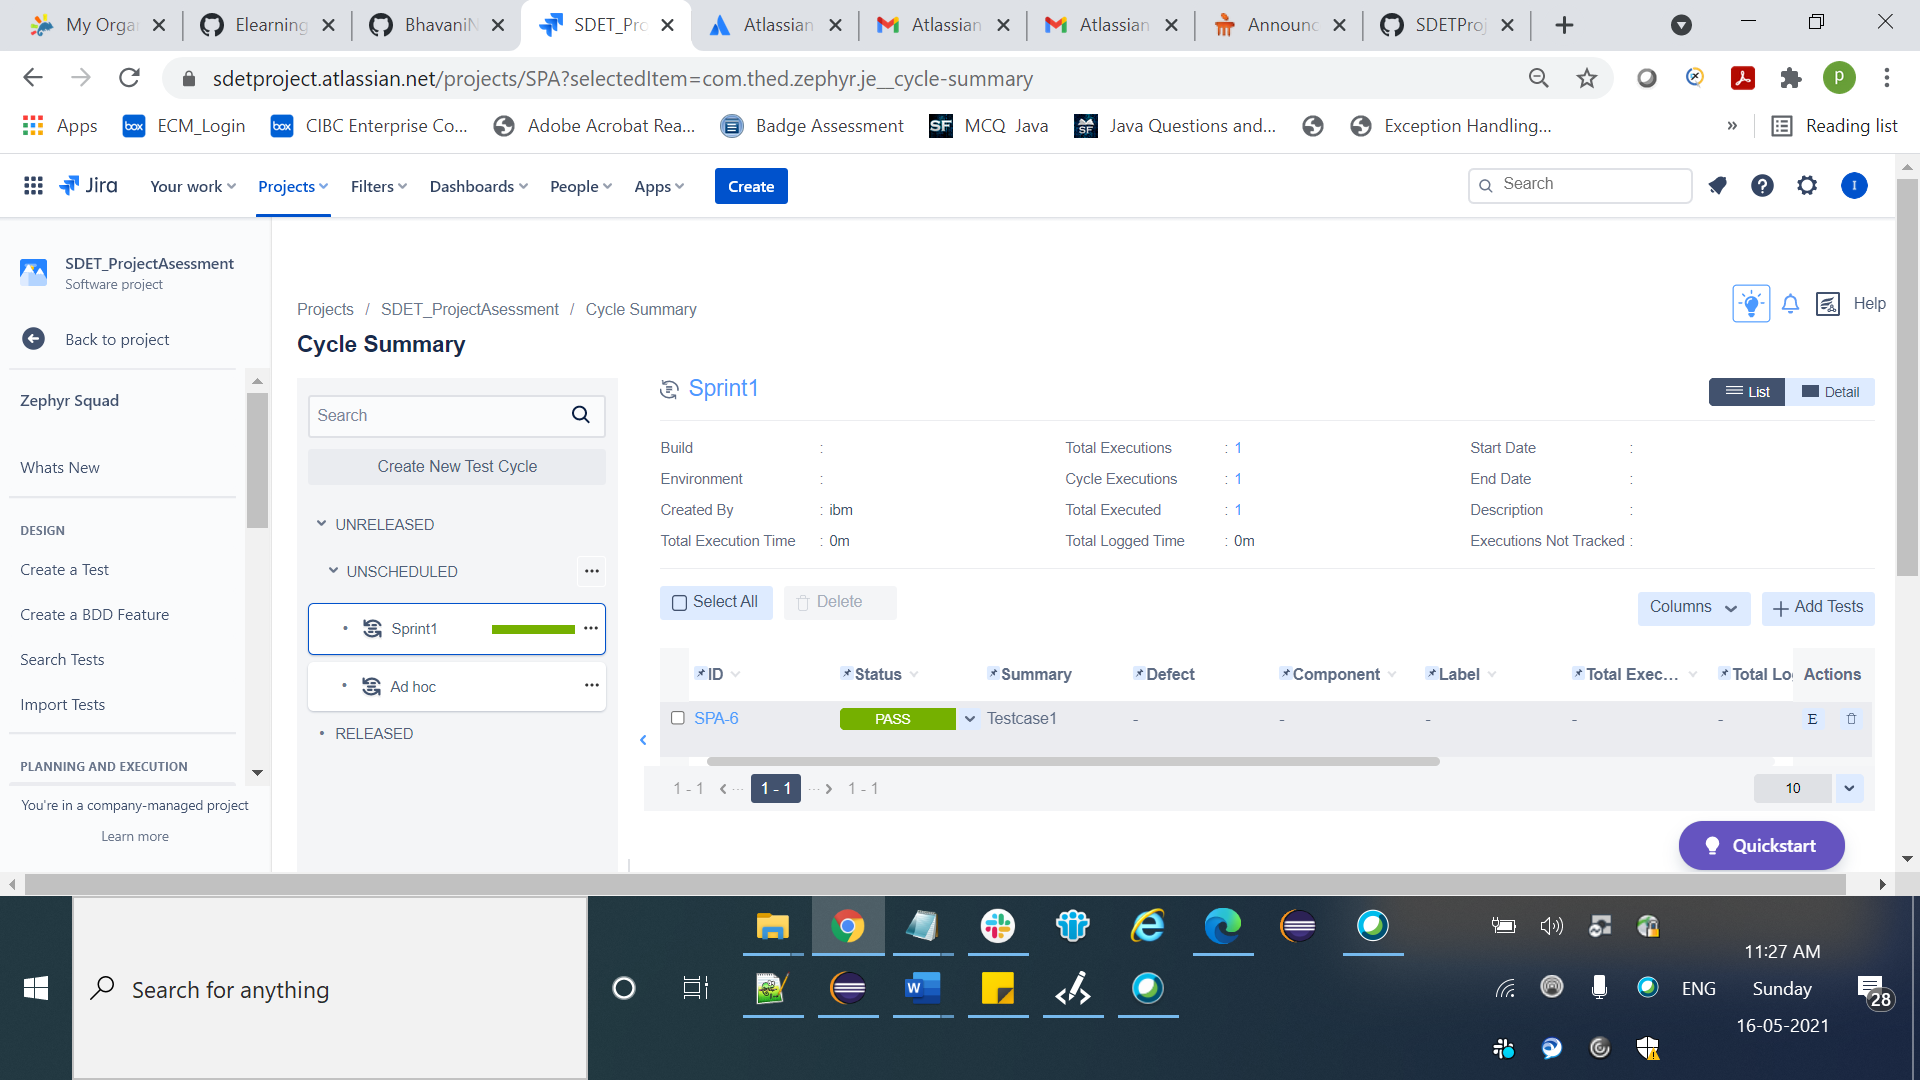 My Orga
Elearning
BhavaniN
SDET_Pro
Atlassian
Atlassian
Atlassian
Announc
SDETProj
sdetproject.atlassian.net/projects/SPA?selectedItem=com.thed.zephyr.je__cycle-summary
p
Apps
box ECM_Login
box CIBC Enterprise Co...
Adobe Acrobat Rea...
Badge Assessment
SF MCQ Java
SF Java Questions and...
Exception Handling...
»
Reading list
Jira
Your work
Projects
Filters
Dashboards
People
Apps
Create
Search
I
SDET_ProjectAsessment
Software project
Back to project
Zephyr Squad
Whats New
DESIGN
Create a Test
Create a BDD Feature
Search Tests
Import Tests
PLANNING AND EXECUTION
You're in a company-managed project
Learn more
Projects / SDET_ProjectAsessment / Cycle Summary
Help
Cycle Summary
Search
Create New Test Cycle
UNRELEASED
UNSCHEDULED ...
• Sprint1 ...
• Ad hoc ...
• RELEASED
Sprint1
List
Detail
Build :
Environment :
Created By : ibm
Total Execution Time : 0m
Total Executions : 1
Cycle Executions : 1
Total Executed : 1
Total Logged Time : 0m
Start Date :
End Date :
Description :
Executions Not Tracked :
Select All
Delete
Columns
+ Add Tests
ID Status Summary Defect Component Label Total Exec... Total Lo Actions
SPA-6 PASS Testcase1 - - - - - E
1 - 1 < ... 1 - 1 ... > 1 - 1
10
Quickstart
Search for anything
11:27 AM
ENG
Sunday
28
16-05-2021